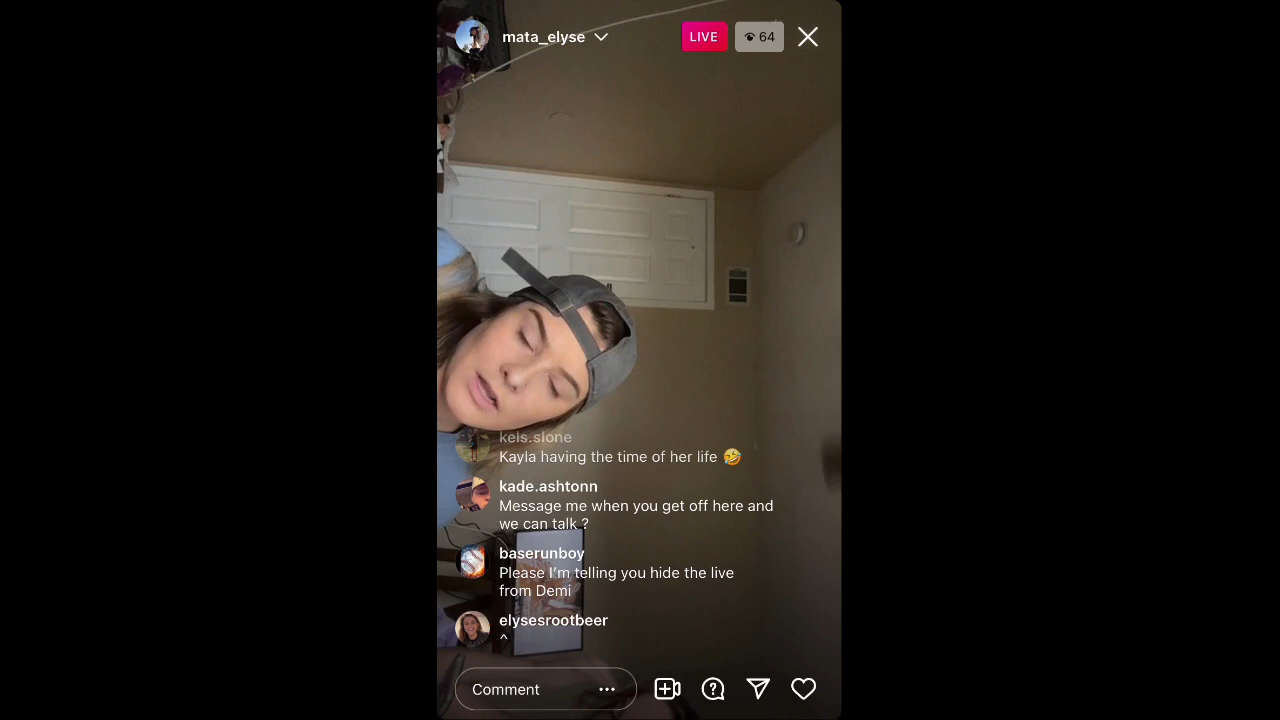 mata_elyse
LIVE
64
kels.slone
Kayla having the time of her life 🤣
kade.ashtonn
Message me when you get off here and
we can talk ?
baserunboy
Please I'm telling you hide the live
from Demi
elysesrootbeer
^
Comment